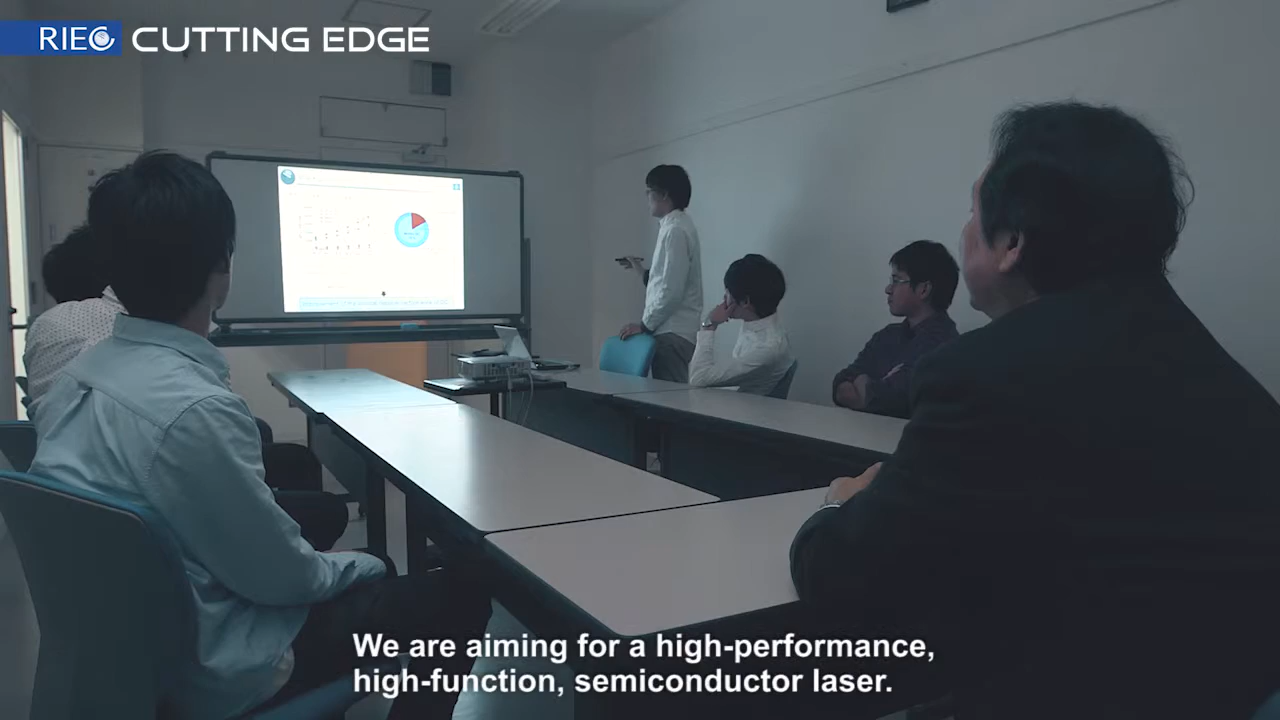 RIEC CUTTING EDGE
We are aiming for a high-performance,
high-function, semiconductor laser.